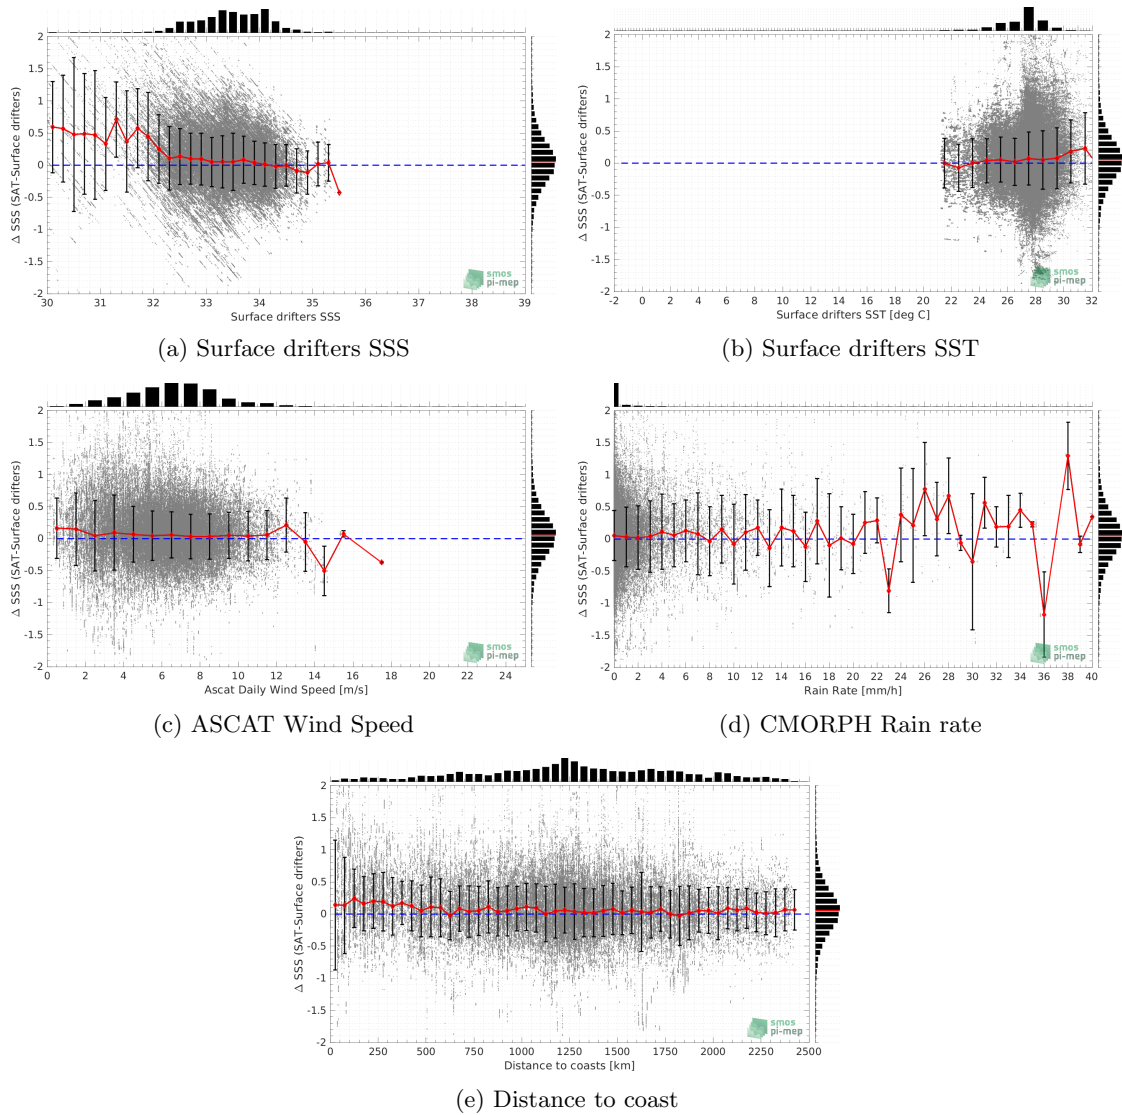 2
1.5
1
0.5
0
-0.5
-1
-1.5
-2
Δ SSS (SAT-Surface drifters)
30 31 32 33 34 35 36 37 38 39
Surface drifters SSS
smos
pi-mep
(a) Surface drifters SSS
2
1.5
1
0.5
0
-0.5
-1
-1.5
-2
Δ SSS (SAT-Surface drifters)
-2 0 2 4 6 8 10 12 14 16 18 20 22 24 26 28 30 32
Surface drifters SST [deg C]
smos
pi-mep
(b) Surface drifters SST
2
1.5
1
0.5
0
-0.5
-1
-1.5
-2
Δ SSS (SAT-Surface drifters)
0 2 4 6 8 10 12 14 16 18 20 22 24
Ascat Daily Wind Speed [m/s]
smos
pi-mep
(c) ASCAT Wind Speed
2
1.5
1
0.5
0
-0.5
-1
-1.5
-2
Δ SSS (SAT-Surface drifters)
0 2 4 6 8 10 12 14 16 18 20 22 24 26 28 30 32 34 36 38 40
Rain Rate [mm/h]
smos
pi-mep
(d) CMORPH Rain rate
2
1.5
1
0.5
0
-0.5
-1
-1.5
-2
Δ SSS (SAT-Surface drifters)
0 250 500 750 1000 1250 1500 1750 2000 2250 2500
Distance to coasts [km]
smos
pi-mep
(e) Distance to coast